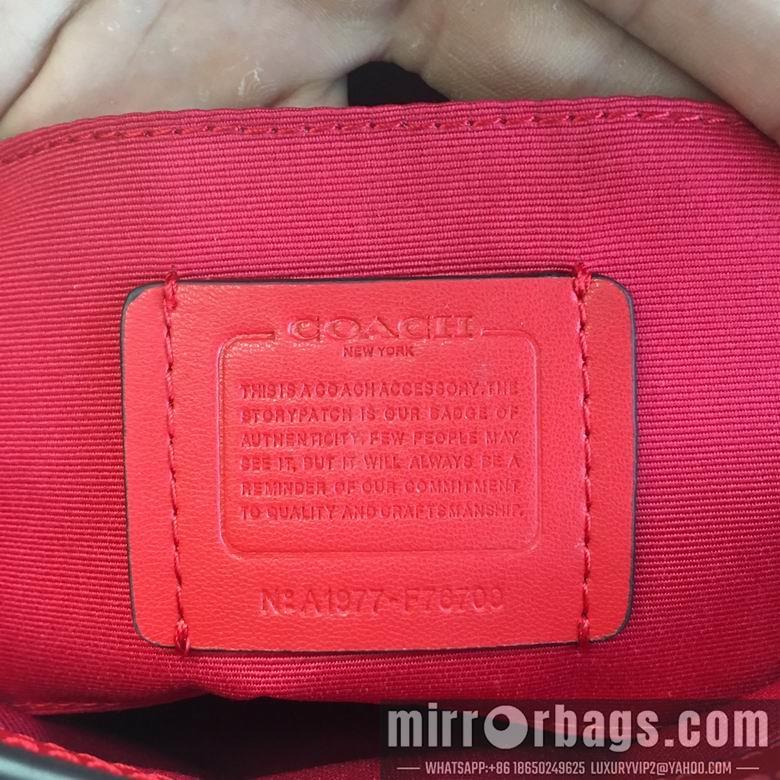 COACH
NEW YORK
THIS IS A COACH ACCESSORY. THE
STORYPATCH IS OUR BADGE OF
AUTHENTICITY. FEW PEOPLE MAY
SEE IT, BUT IT WILL ALWAYS BE A
REMINDER OF OUR COMMITMENT
TO QUALITY AND CRAFTSMANSHIP.
Nº A1977-F76709
mirrorbags.com
WHATSAPP:+86 18650249625 LUXURYVIP2@YAHOO.COM